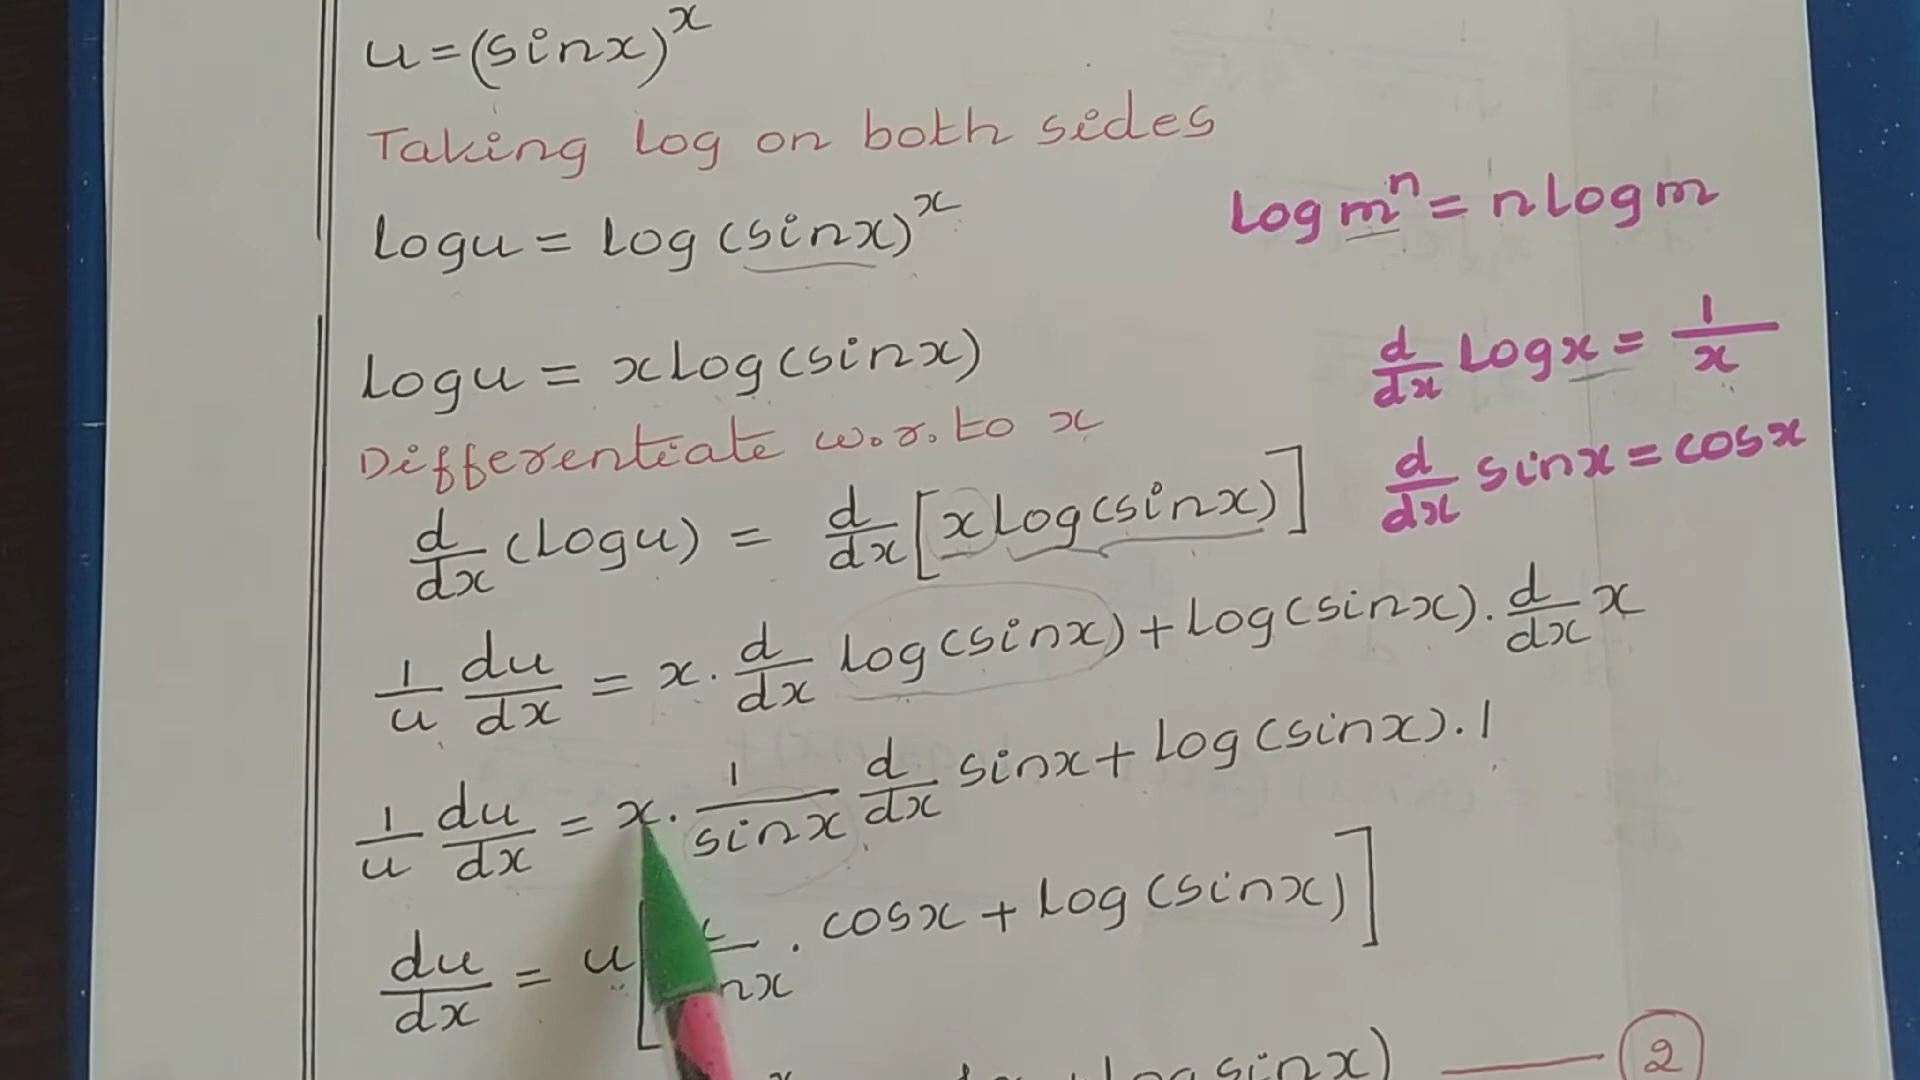 u = (sinx)^x
Taking log on both sides
logu = log (sinx)^x
log m^n = n log m
logu = x log (sinx)
d/dx log x = 1/x
Differentiate w.r. to x
d/dx sinx = cosx
d/dx (logu) = d/dx [x log (sinx)]
1/u du/dx = x . d/dx log (sinx) + log (sinx) . d/dx x
1/u du/dx = x . 1/sinx d/dx sinx + log (sinx) . 1
du/dx = u [ . cosx + log (sinx)]
log sinx) —— 2